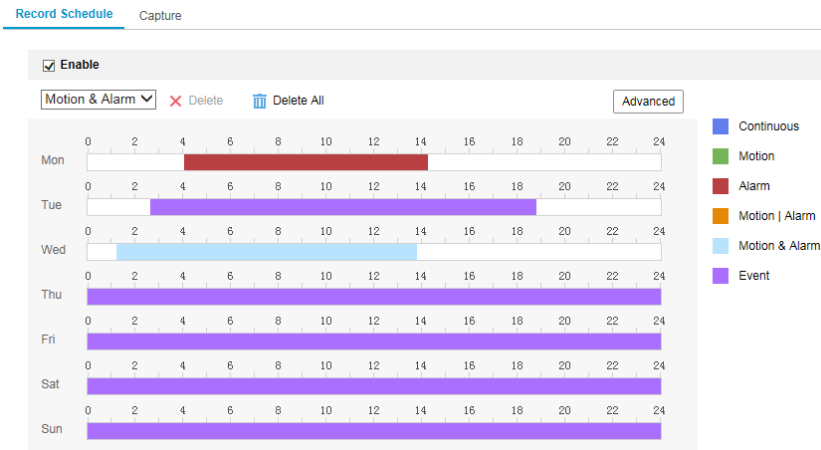 Record Schedule Capture
Enable
Motion & Alarm Delete Delete All Advanced
Continuous
0 2 4 6 8 10 12 14 16 18 20 22 24
Mon
Motion
0 2 4 6 8 10 12 14 16 18 20 22 24
Alarm
Tue
Motion | Alarm
0 2 4 6 8 10 12 14 16 18 20 22 24
Wed
Motion & Alarm
0 2 4 6 8 10 12 14 16 18 20 22 24
Event
Thu
0 2 4 6 8 10 12 14 16 18 20 22 24
Fri
0 2 4 6 8 10 12 14 16 18 20 22 24
Sat
0 2 4 6 8 10 12 14 16 18 20 22 24
Sun